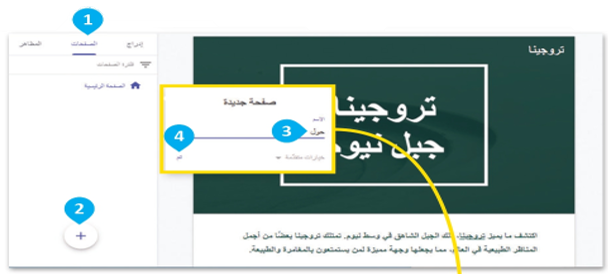 1
إدراج
الصفحات
المظاهر
فلترة الصفحات
الصفحة الرئيسية
2
+
صفحة جديدة
الاسم
3
حول
4
خيارات متقدمة
تم
تروجينا
تروجينا
جبل نيوم
اكتشف ما يميز تروجينا، تلك الجبل الشاهق في وسط نيوم. تمتلك تروجينا بعضًا من أجمل
المناظر الطبيعية في العالم، مما يجعلها وجهة مميزة لمن يستمتعون بالمغامرة والطبيعة.